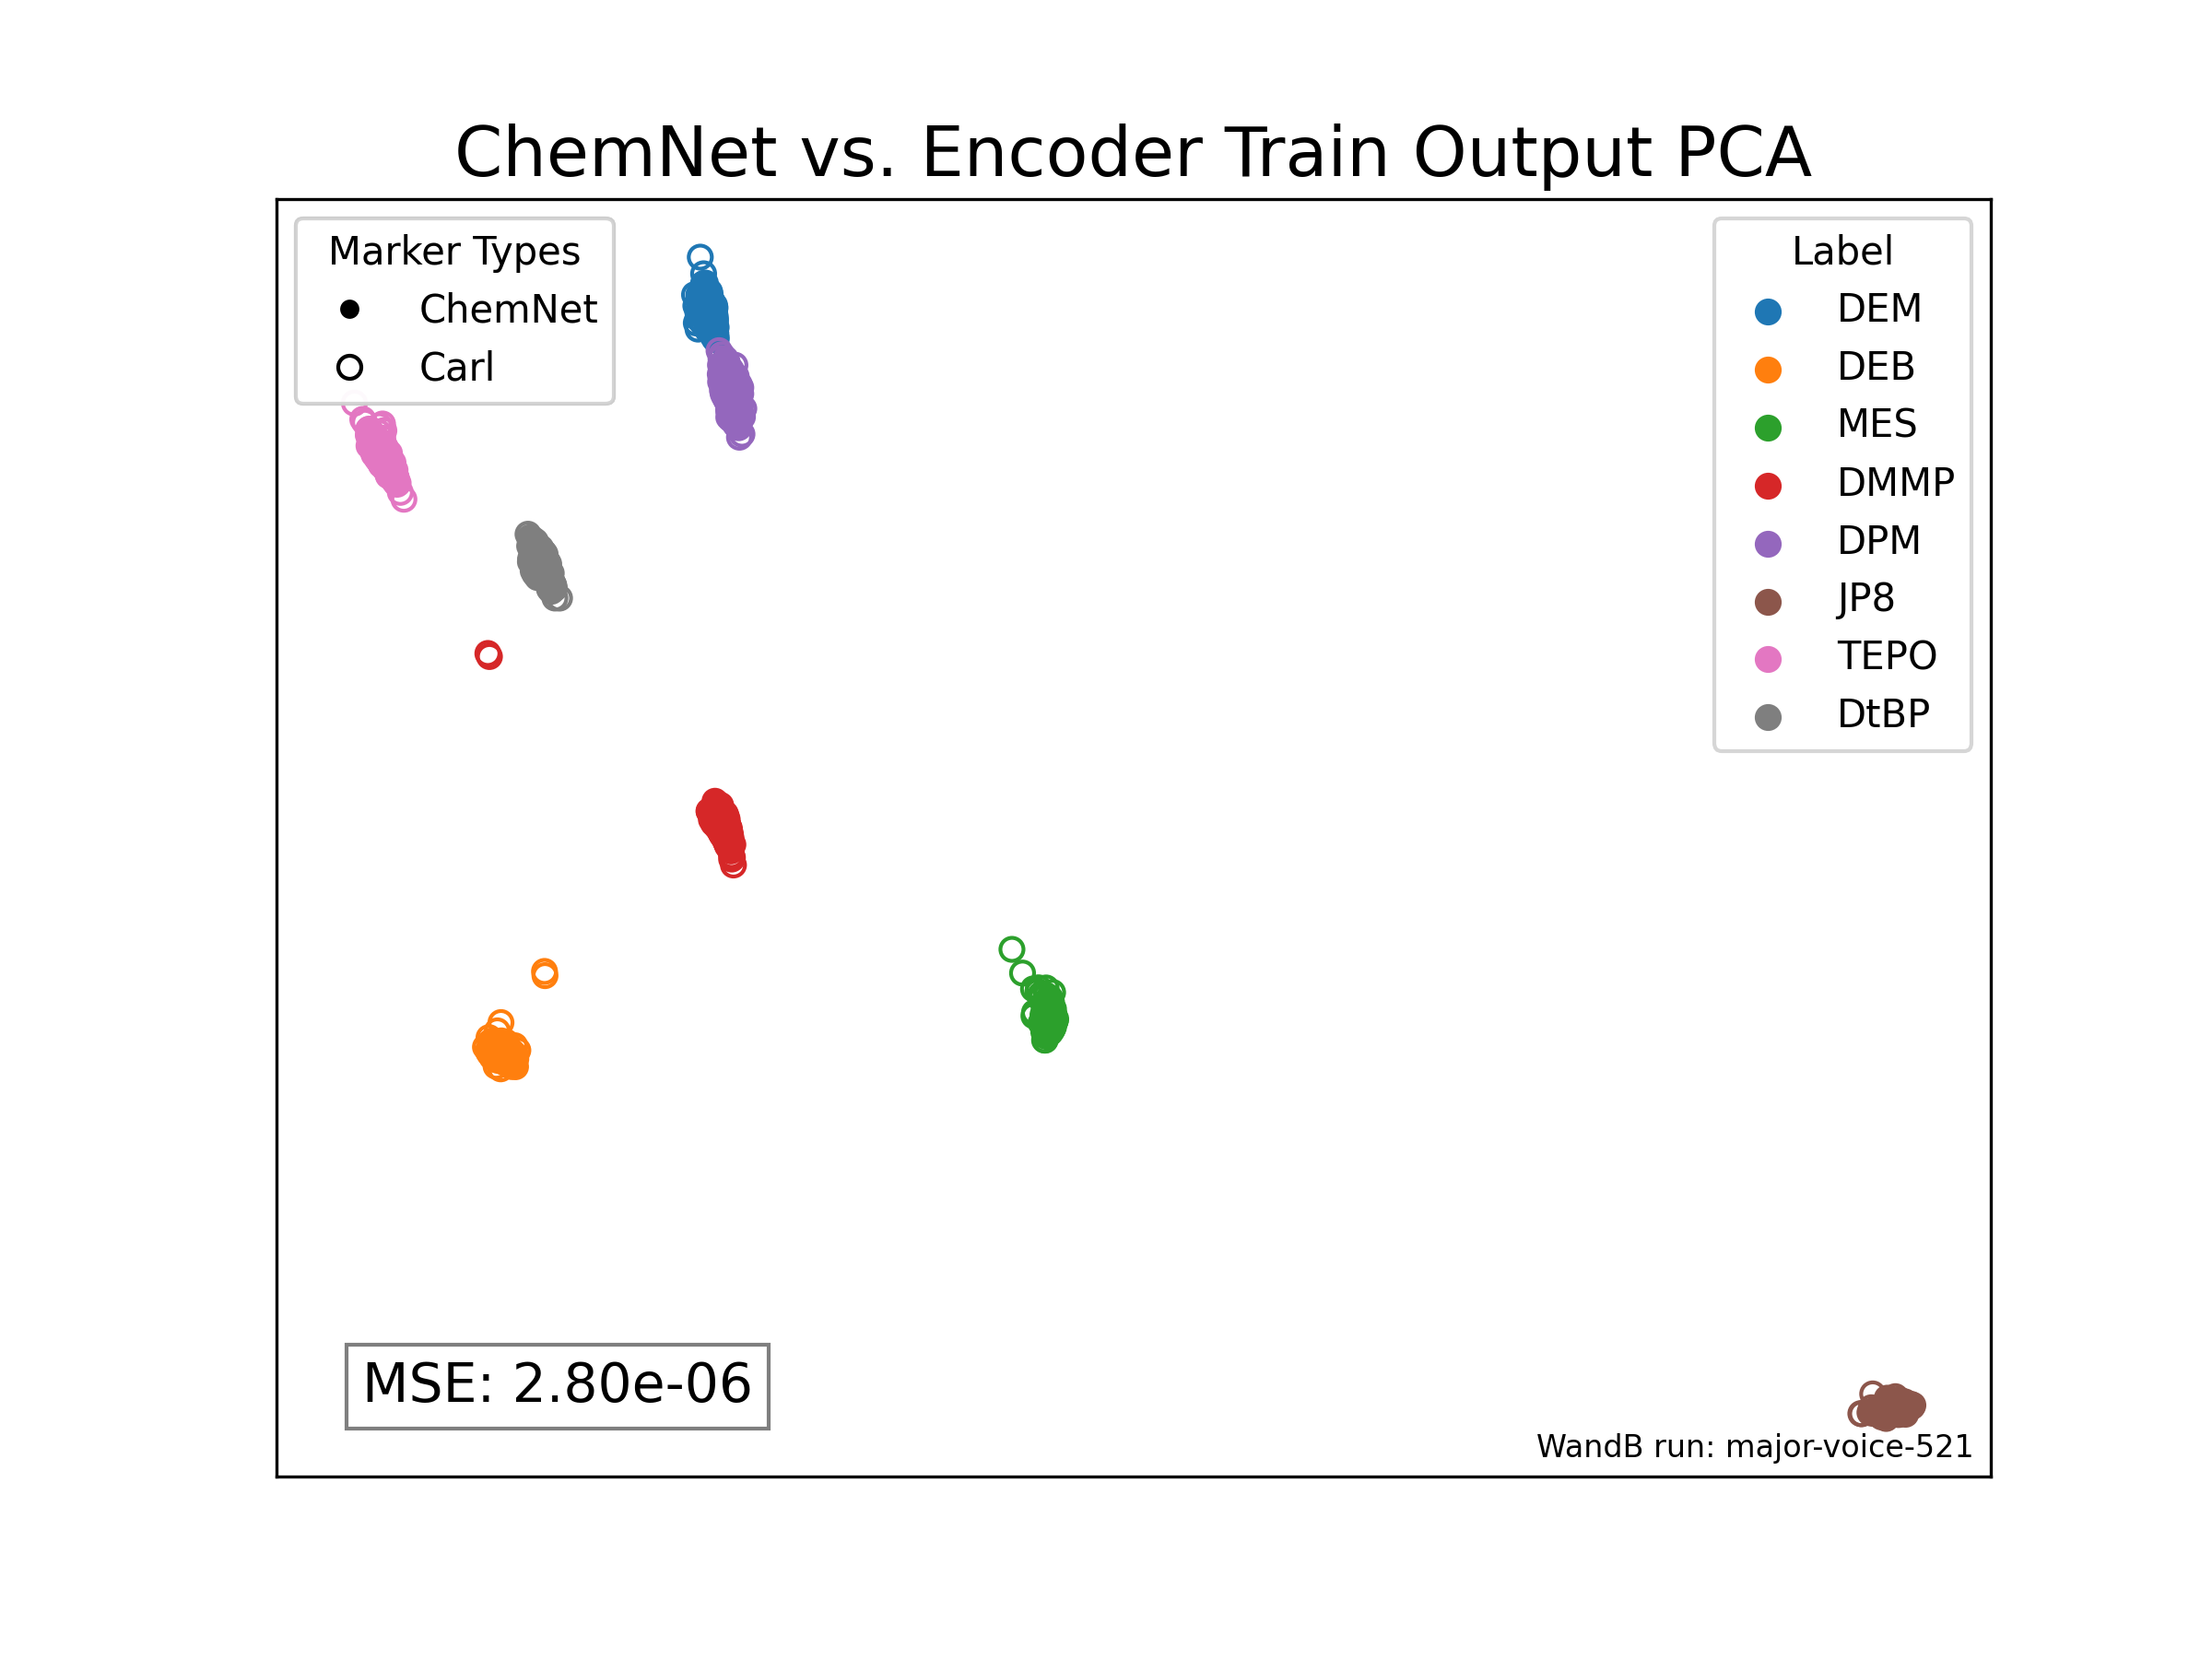 ChemNet vs. Encoder Train Output PCA
Marker Types
ChemNet
Carl
Label
DEM
DEB
MES
DMMP
DPM
JP8
TEPO
DtBP
MSE: 2.80e-06
WandB run: major-voice-521